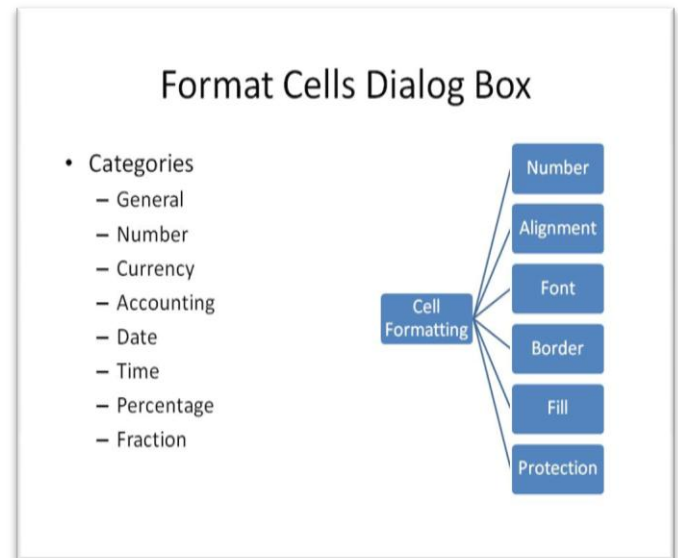 Format Cells Dialog Box
• Categories
– General
– Number
– Currency
– Accounting
– Date
– Time
– Percentage
– Fraction
Cell
Formatting
Number
Alignment
Font
Border
Fill
Protection